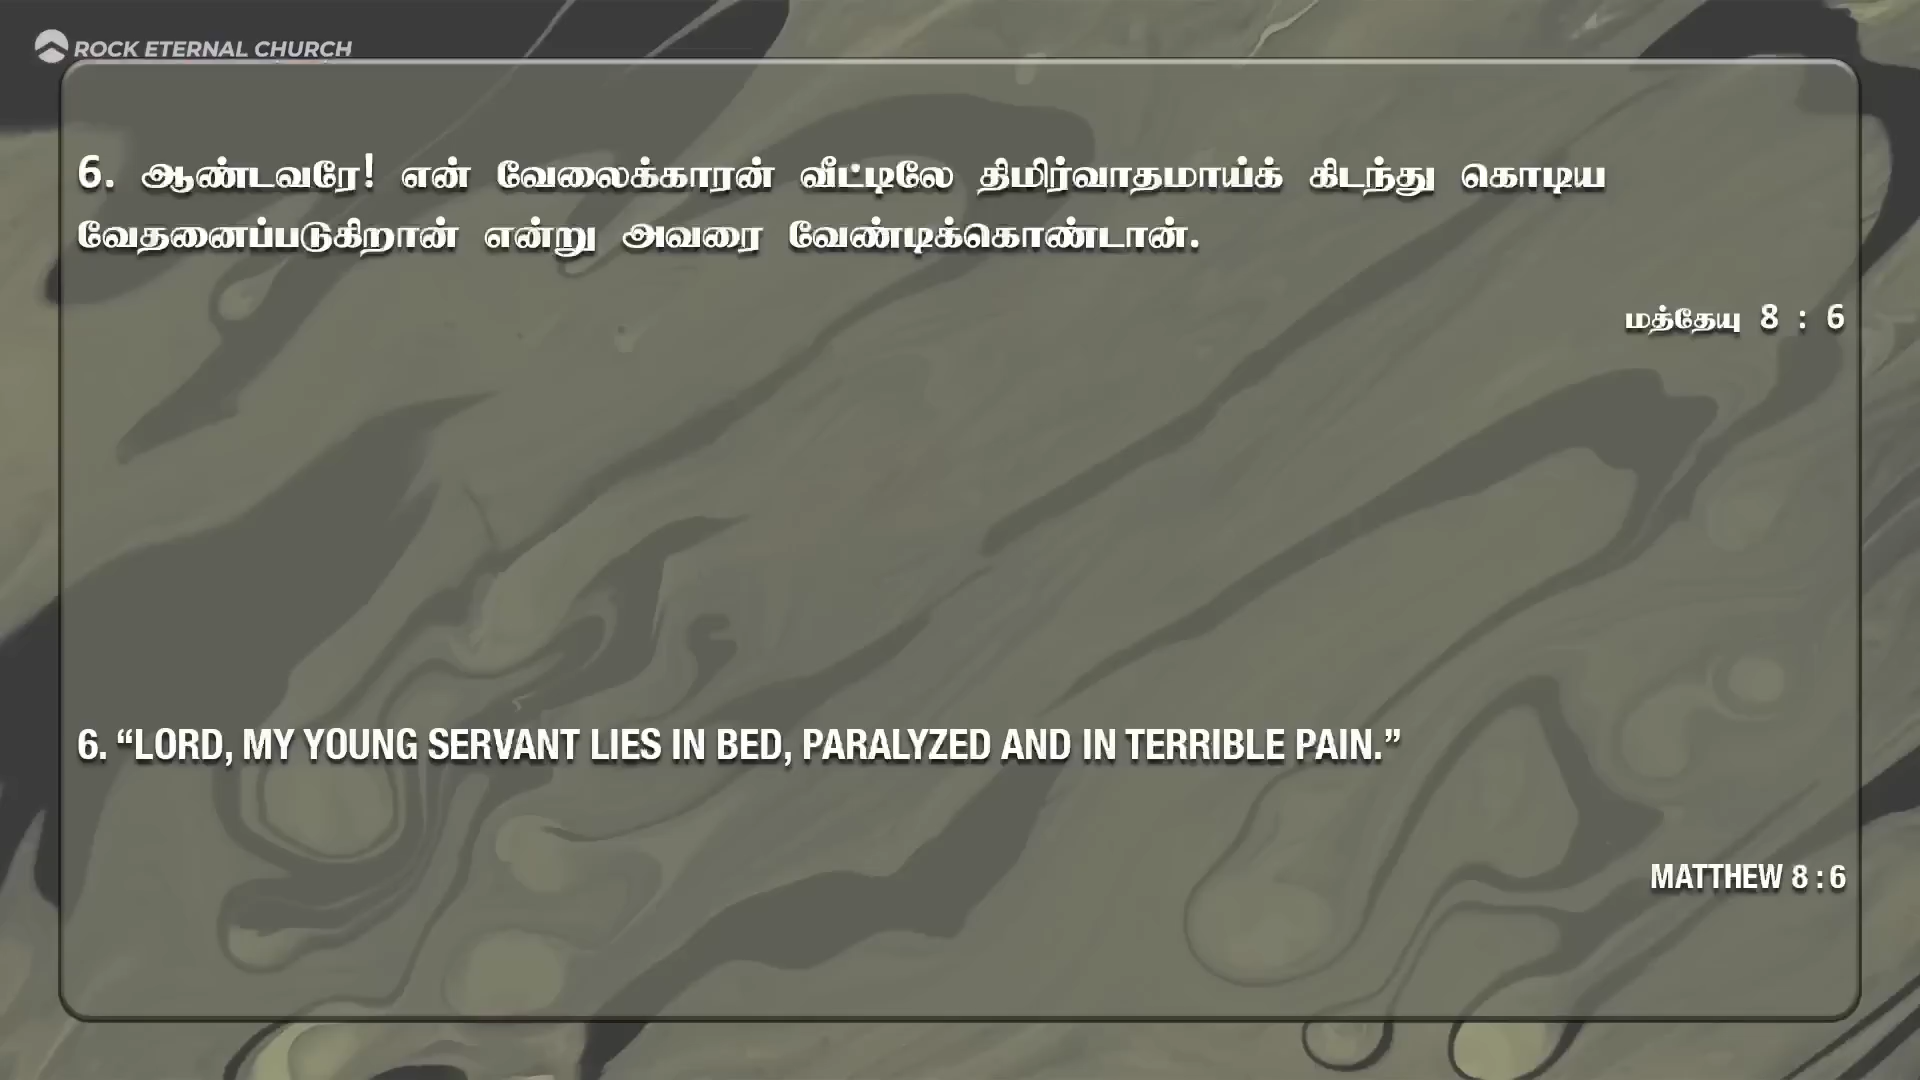 ROCK ETERNAL CHURCH
6. ஆண்டவரே! என் வேலைக்காரன் வீட்டிலே திமிர்வாதமாய்க் கிடந்து கொடிய
வேதனைப்படுகிறான் என்று அவரை வேண்டிக்கொண்டான்.
மத்தேயு 8 : 6
6. “LORD, MY YOUNG SERVANT LIES IN BED, PARALYZED AND IN TERRIBLE PAIN.”
MATTHEW 8 : 6